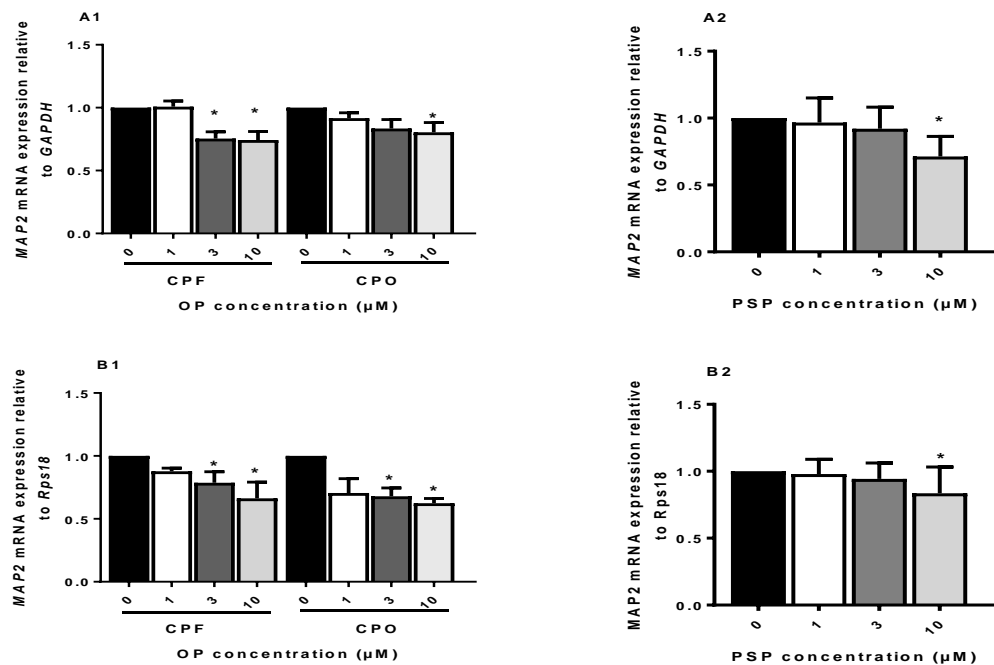 A1
MAP2 mRNA expression relative
to GAPDH
1.5
1.0
0.5
0.0
* * *
0 1 3 10 0 1 3 10
CPF CPO
OP concentration (µM)
A2
MAP2 mRNA expression relative
to GAPDH
1.5
1.0
0.5
0.0
*
0 1 3 10
PSP concentration (µM)
B1
MAP2 mRNA expression relative
to Rps18
1.5
1.0
0.5
0.0
* * * *
0 1 3 10 0 1 3 10
CPF CPO
OP concentration (µM)
B2
MAP2 mRNA expression relative
to Rps18
1.5
1.0
0.5
0.0
*
0 1 3 10
PSP concentration (µM)